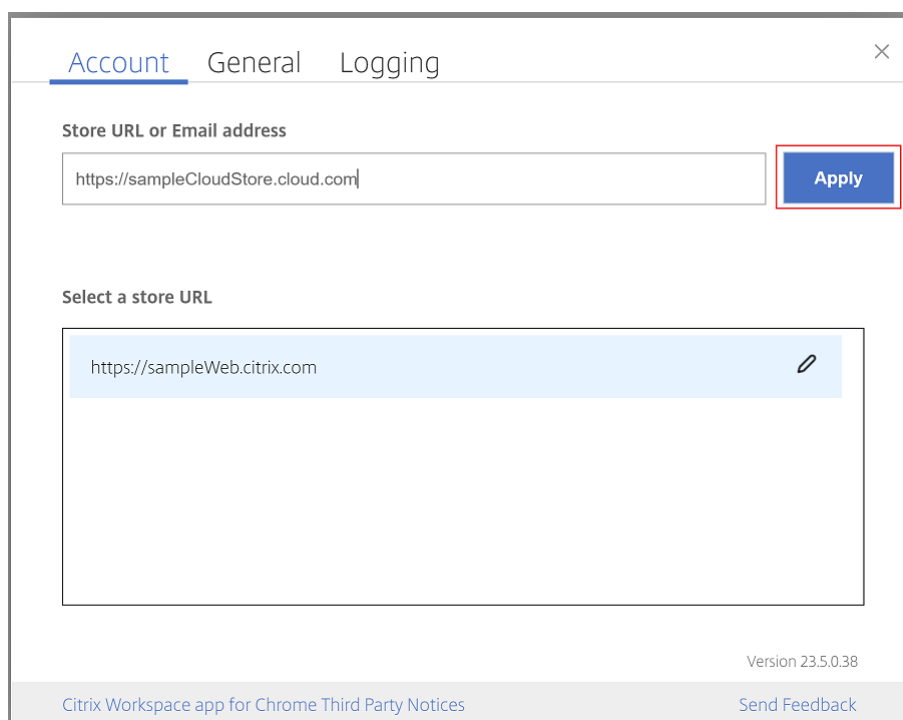 Account General Logging
Store URL or Email address
https://sampleCloudStore.cloud.com
Apply
Select a store URL
https://sampleWeb.citrix.com
Version 23.5.0.38
Citrix Workspace app for Chrome Third Party Notices
Send Feedback